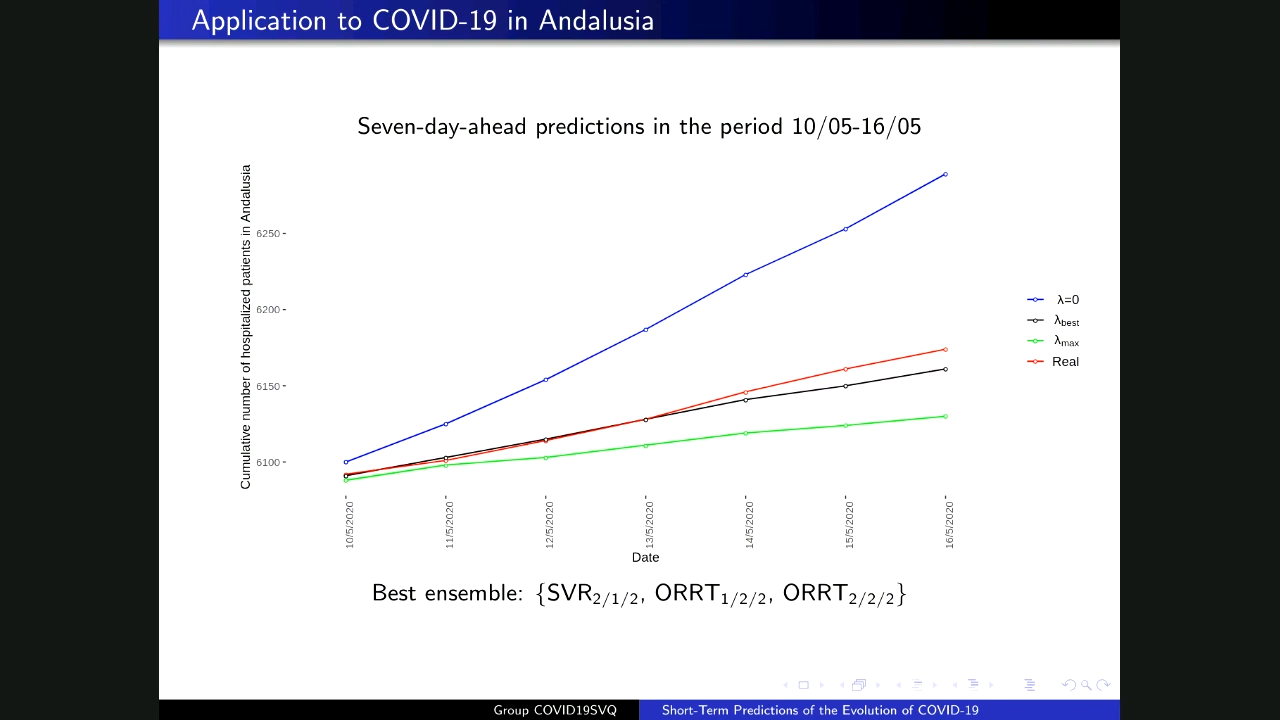 Application to COVID-19 in Andalusia
Seven-day-ahead predictions in the period 10/05-16/05
Cumulative number of hospitalized patients in Andalusia
6250
6200
6150
6100
10/5/2020
11/5/2020
12/5/2020
13/5/2020
14/5/2020
15/5/2020
16/5/2020
Date
λ=0
λbest
λmax
Real
Best ensemble: {SVR2/1/2, ORRT1/2/2, ORRT2/2/2}
Group COVID19SVQ
Short-Term Predictions of the Evolution of COVID-19